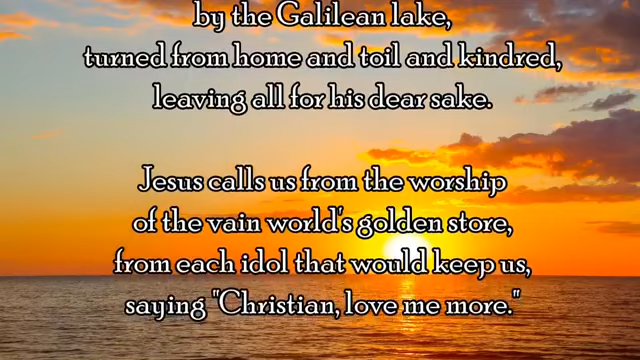 by the Galilean lake,
turned from home and toil and kindred,
leaving all for his dear sake.
Jesus calls us from the worship
of the vain world's golden store,
from each idol that would keep us,
saying "Christian, love me more."